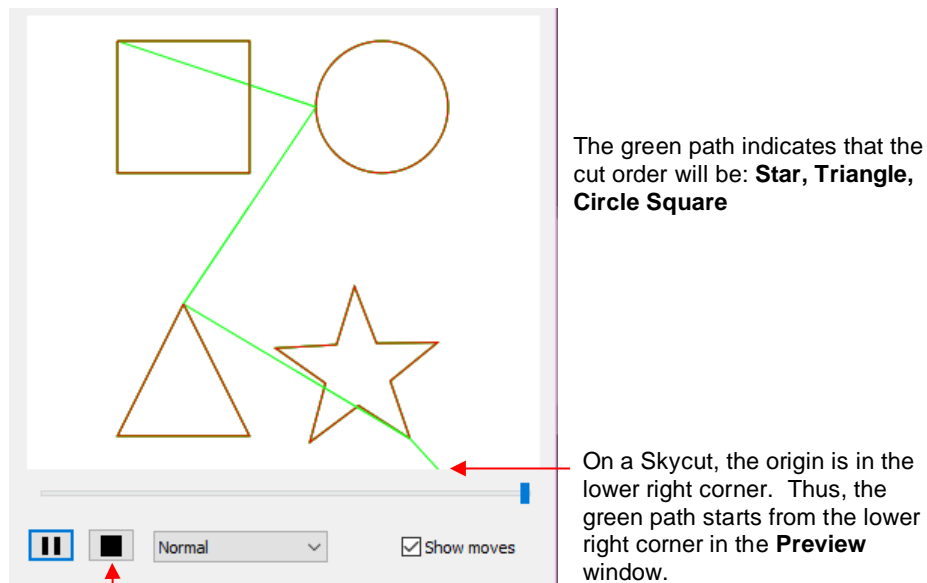 The green path indicates that the
cut order will be: Star, Triangle,
Circle Square
On a Skycut, the origin is in the
lower right corner.  Thus, the
green path starts from the lower
right corner in the Preview
window.
Normal
Show moves